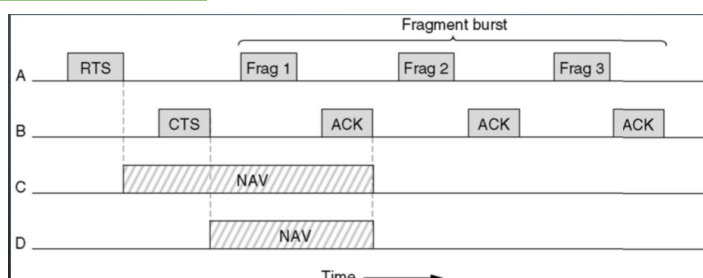 Fragment burst
A RTS Frag 1 Frag 2 Frag 3
B CTS ACK ACK ACK
C NAV
D NAV
Time